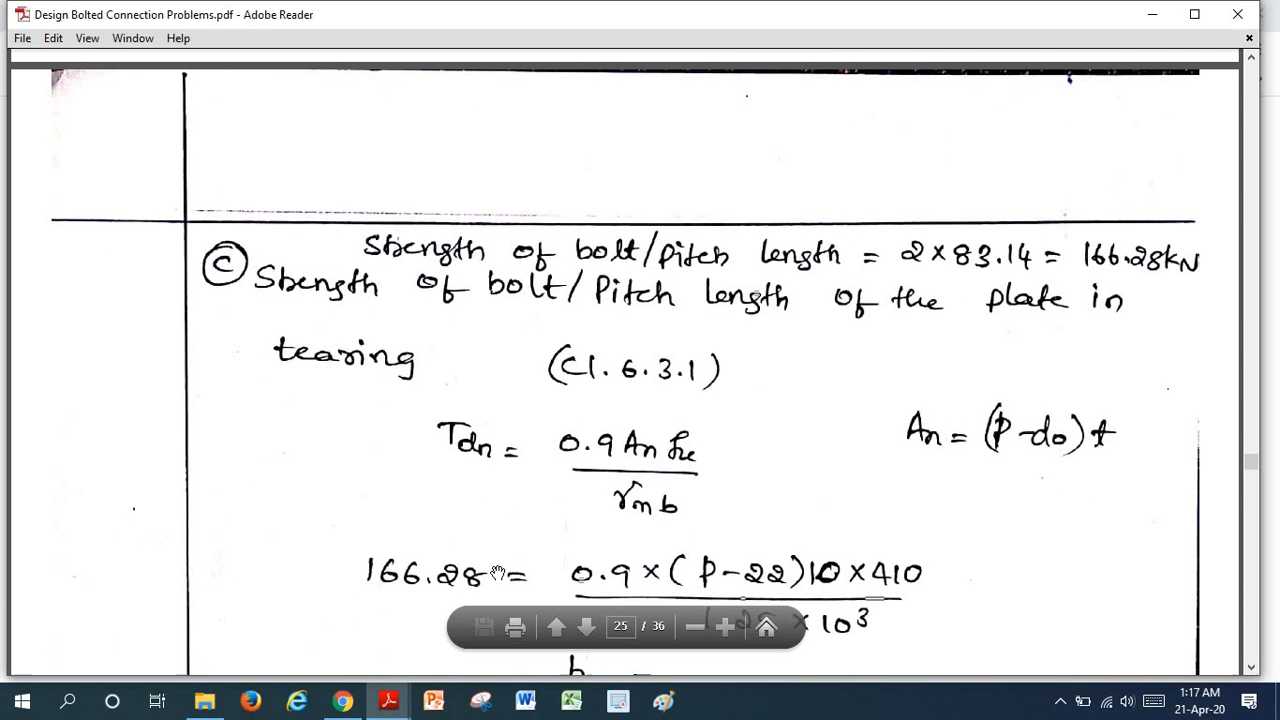 Design Bolted Connection Problems.pdf - Adobe Reader
File Edit View Window Help
Strength of bolt/Pitch length = 2 × 83.14 = 166.28kN
(C) Strength of bolt/Pitch length of the plate in
tearing (Cl. 6.3.1)
Tdn = 0.9 An fu / γmb An = (P-do) t
166.28 = 0.9 × (P-22)10 × 410
× 10³
25 / 36
1:17 AM
21-Apr-20